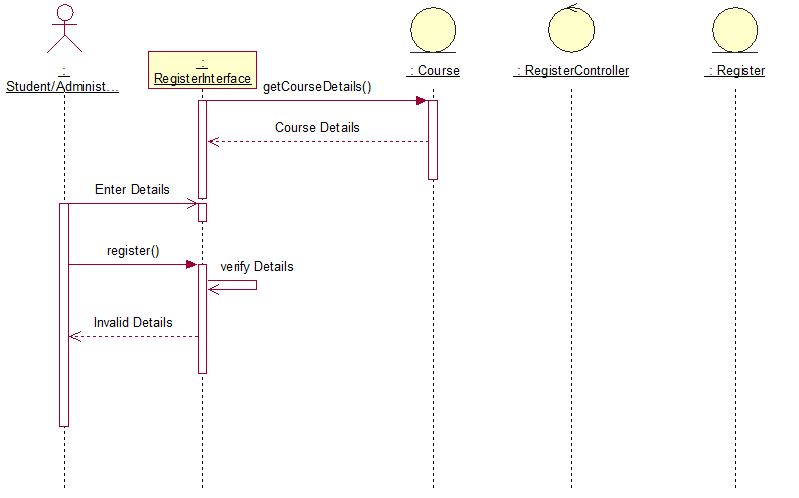 :
Student/Administ...
:
RegisterInterface
: Course
: RegisterController
: Register
getCourseDetails()
Course Details
Enter Details
register()
verify Details
Invalid Details